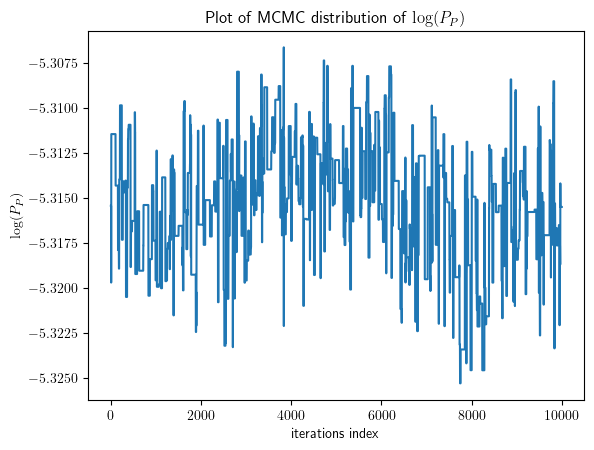 Plot of MCMC distribution of log(P_P)
−5.3075
−5.3100
−5.3125
−5.3150
−5.3175
−5.3200
−5.3225
−5.3250
log(P_P)
0 2000 4000 6000 8000 10000
iterations index